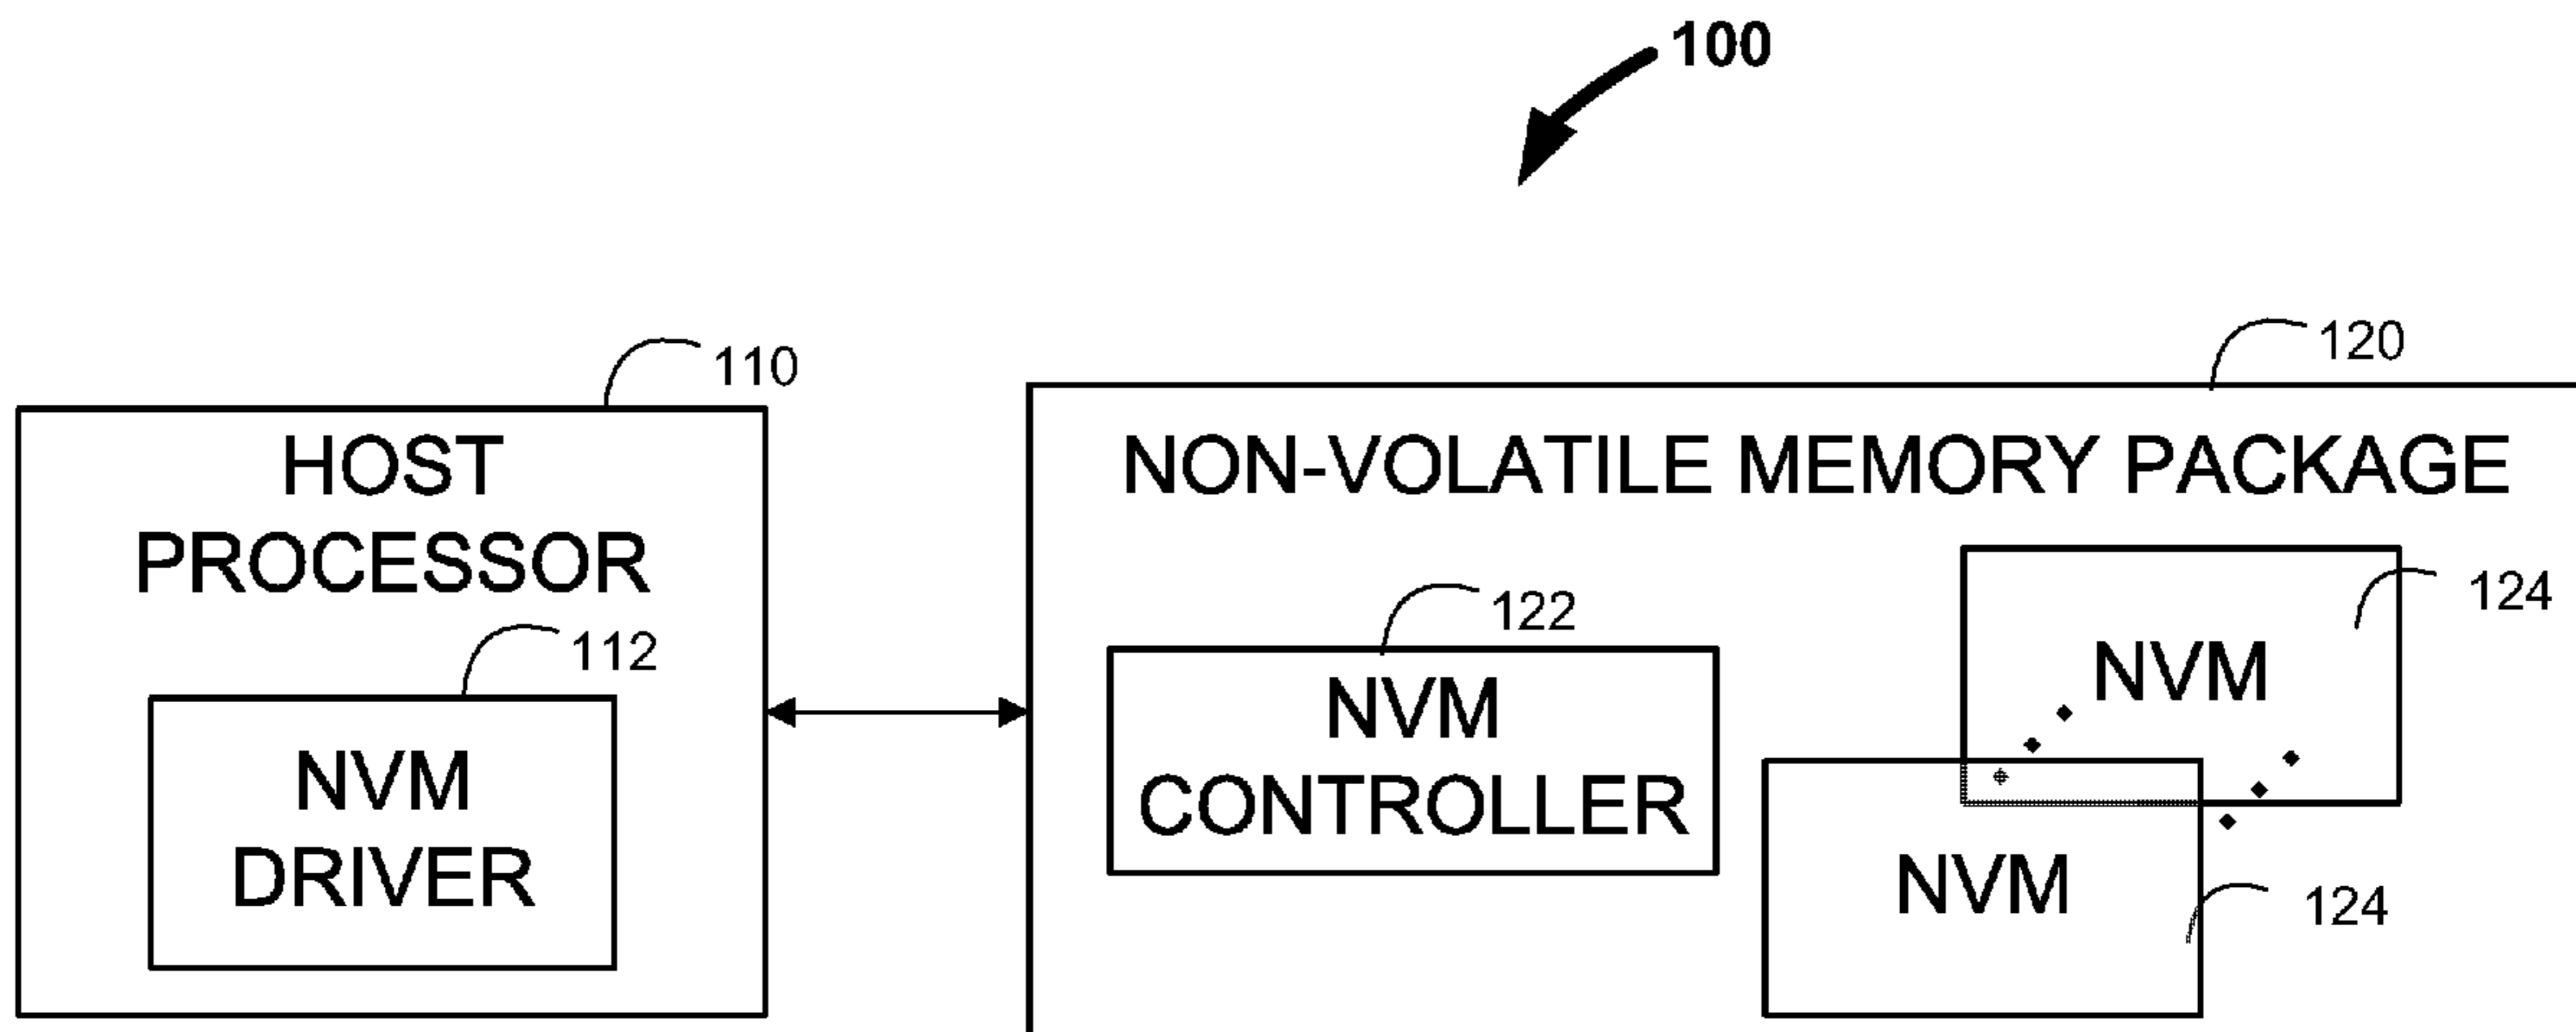 100
110
HOST
PROCESSOR
112
NVM
DRIVER
120
NON-VOLATILE MEMORY PACKAGE
122
NVM
CONTROLLER
124
NVM
NVM
124